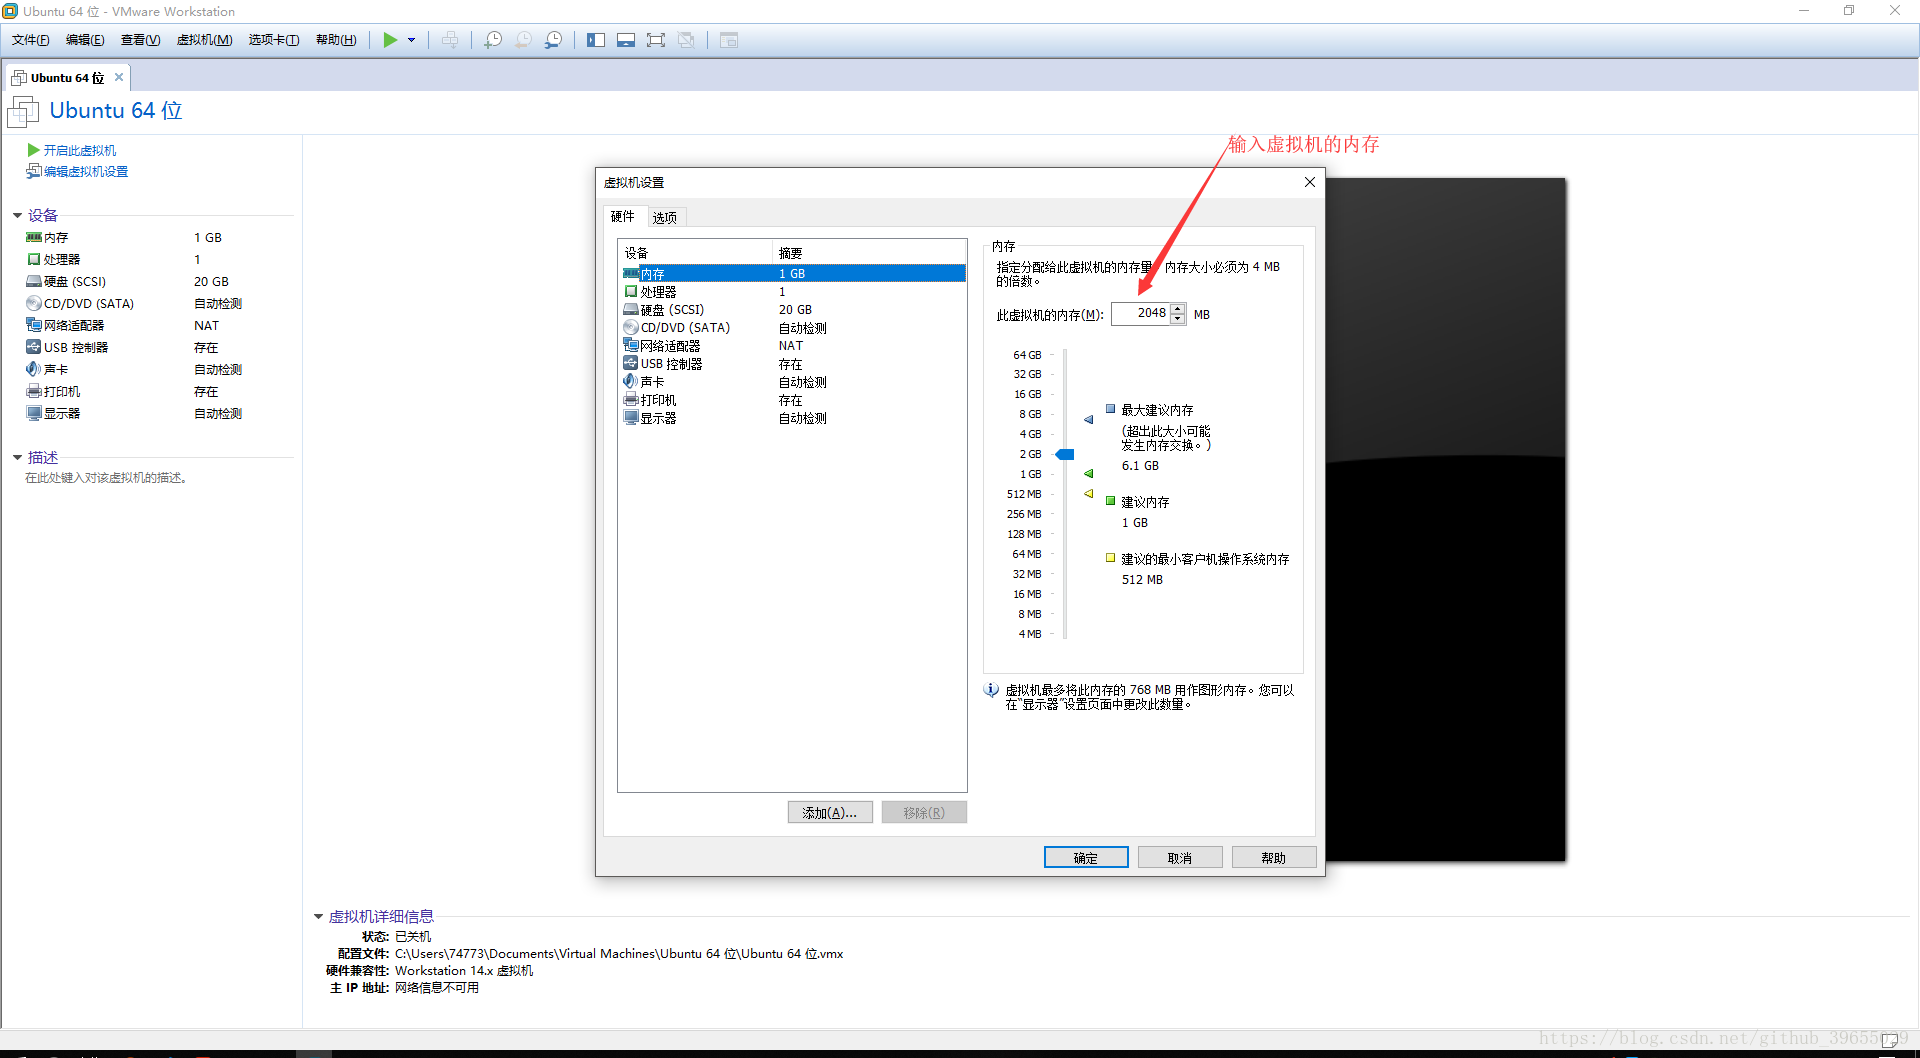 Ubuntu 64 位 - VMware Workstation
文件(F) 编辑(E) 查看(V) 虚拟机(M) 选项卡(T) 帮助(H)
Ubuntu 64 位
Ubuntu 64 位
开启此虚拟机
编辑虚拟机设置
设备
内存 1 GB
处理器 1
硬盘 (SCSI) 20 GB
CD/DVD (SATA) 自动检测
网络适配器 NAT
USB 控制器 存在
声卡 自动检测
打印机 存在
显示器 自动检测
描述
在此处键入对该虚拟机的描述。
输入虚拟机的内存
虚拟机设置
硬件 选项
设备 摘要
内存 1 GB
处理器 1
硬盘 (SCSI) 20 GB
CD/DVD (SATA) 自动检测
网络适配器 NAT
USB 控制器 存在
声卡 自动检测
打印机 存在
显示器 自动检测
添加(A)... 移除(R)
内存
指定分配给此虚拟机的内存量。内存大小必须为 4 MB
的倍数。
此虚拟机的内存(M): 2048 MB
64 GB
32 GB
16 GB
8 GB
4 GB
2 GB
1 GB
512 MB
256 MB
128 MB
64 MB
32 MB
16 MB
8 MB
4 MB
最大建议内存
(超出此大小可能
发生内存交换。)
6.1 GB
建议内存
1 GB
建议的最小客户机操作系统内存
512 MB
虚拟机最多将此内存的 768 MB 用作图形内存。您可以
在“显示器”设置页面中更改此数量。
确定 取消 帮助
虚拟机详细信息
状态: 已关机
配置文件: C:\Users\74773\Documents\Virtual Machines\Ubuntu 64 位\Ubuntu 64 位.vmx
硬件兼容性: Workstation 14.x 虚拟机
主 IP 地址: 网络信息不可用
https://blog.csdn.net/github_39655029